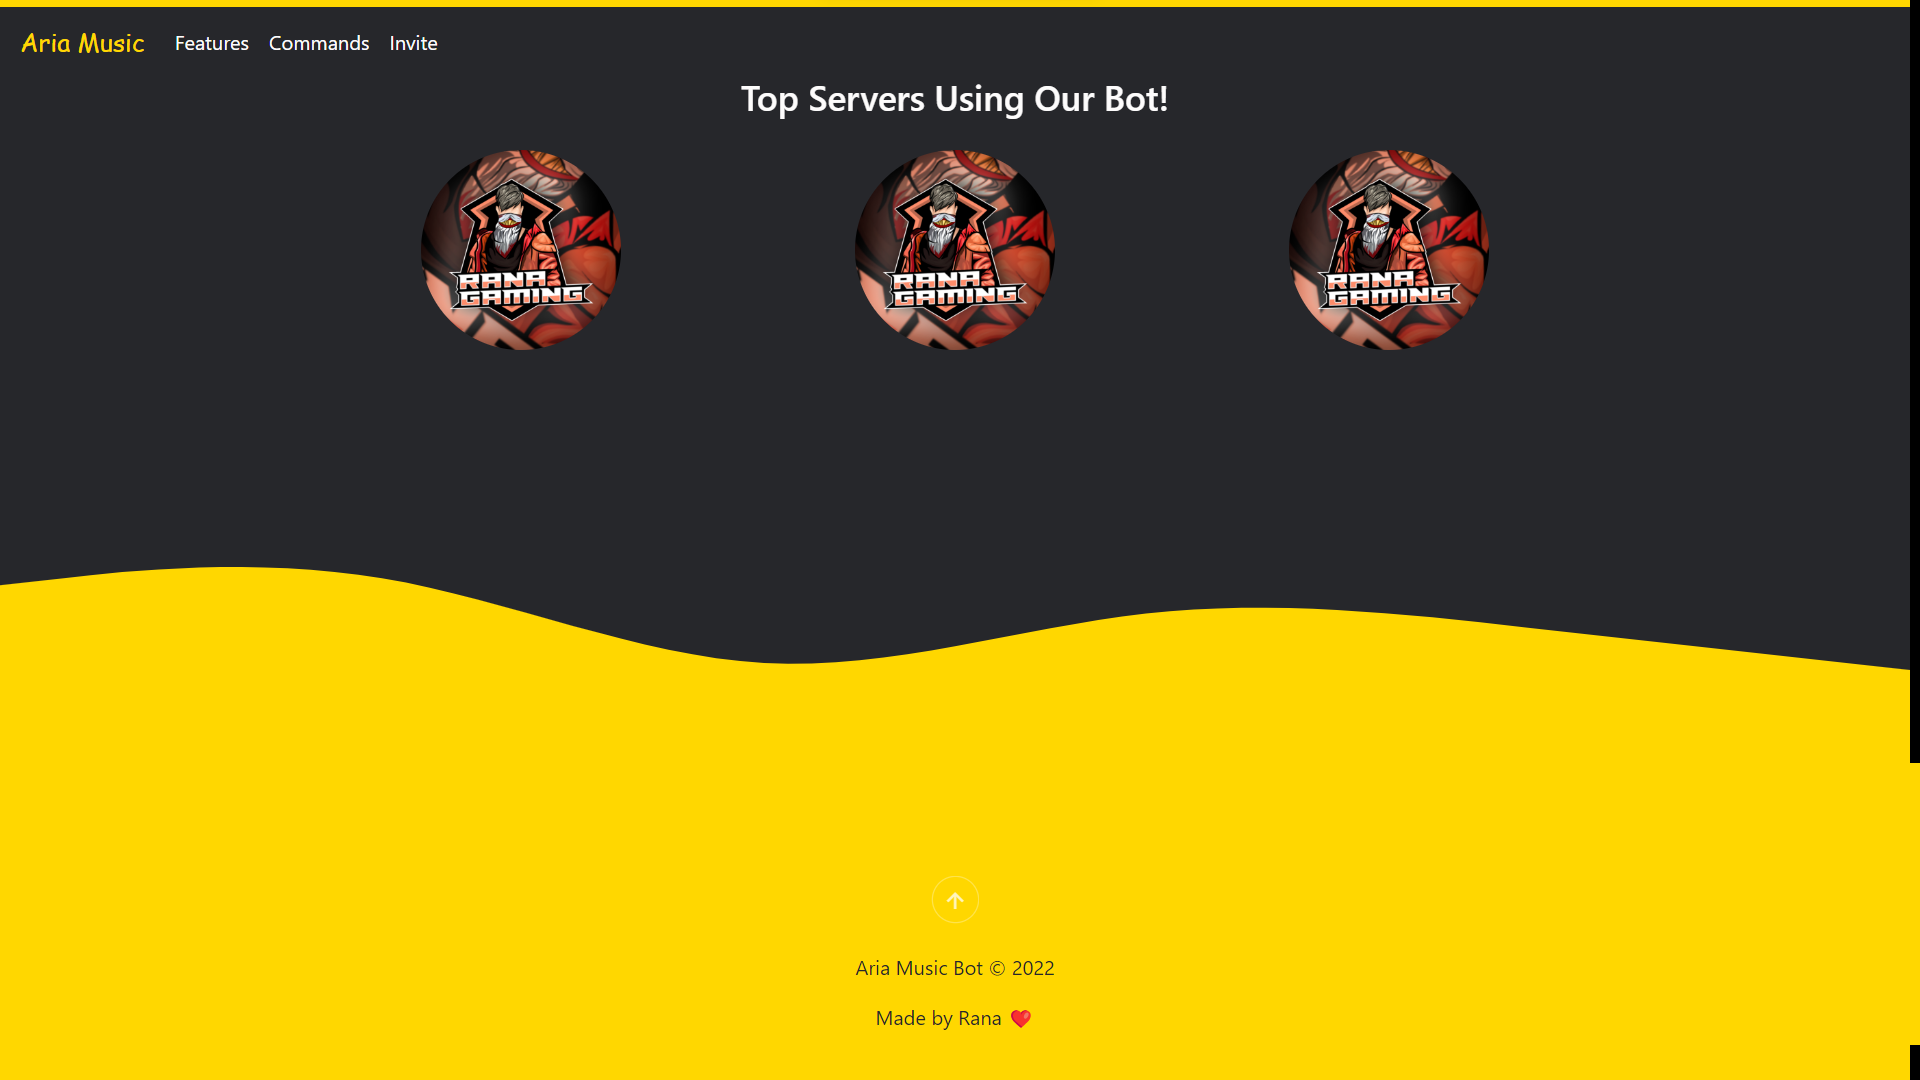 Aria Music Features Commands Invite
Top Servers Using Our Bot!
RANA
GAMING
RANA
GAMING
RANA
GAMING
Aria Music Bot © 2022
Made by Rana ❤️